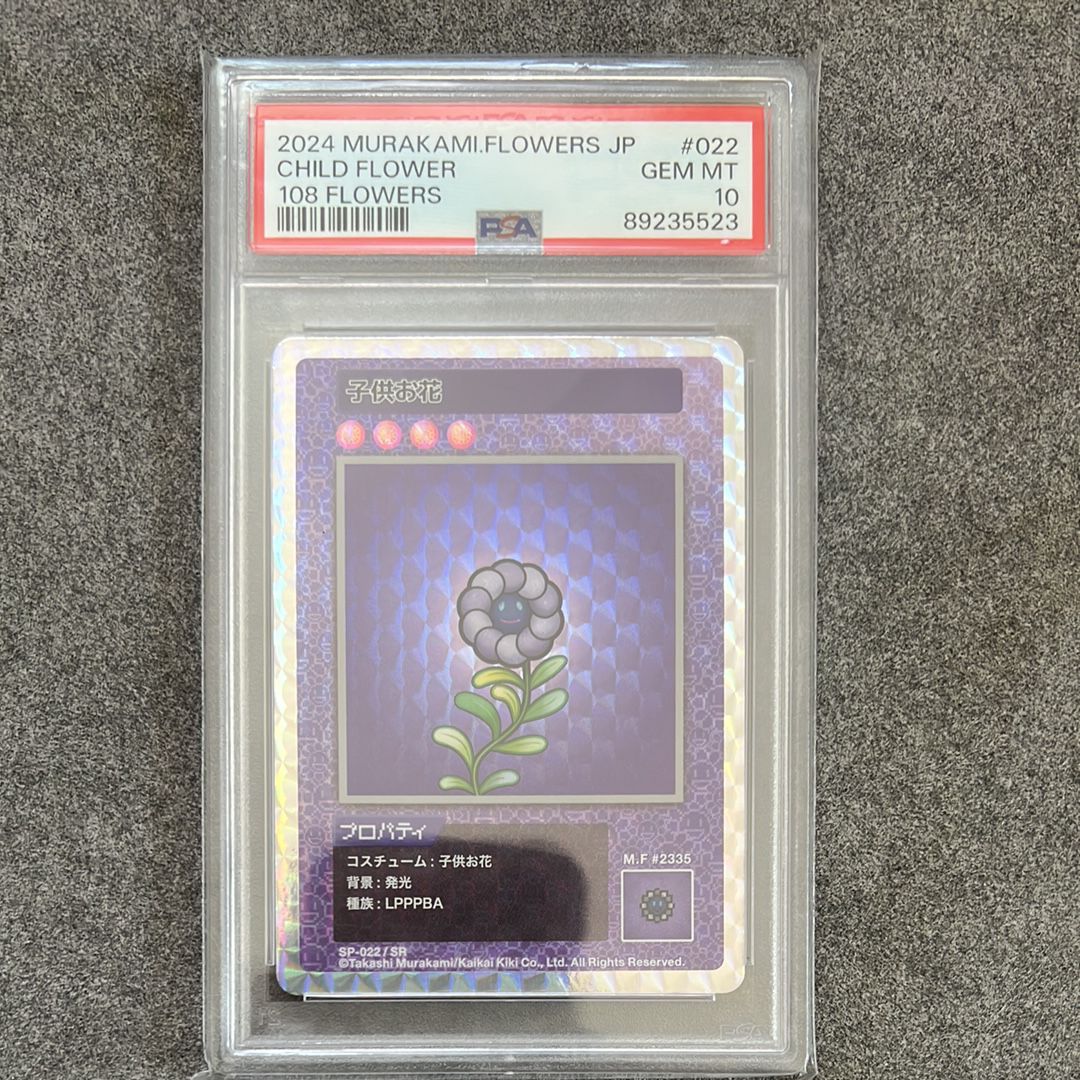 2024 MURAKAMI.FLOWERS JP #022
CHILD FLOWER GEM MT
108 FLOWERS 10
PSA 89235523
子供お花
プロパティ
コスチューム : 子供お花
背景 : 発光
種族 : LPPPBA
M.F #2335
SP-022 / SR
©Takashi Murakami/Kaikai Kiki Co., Ltd. All Rights Reserved.
PSA